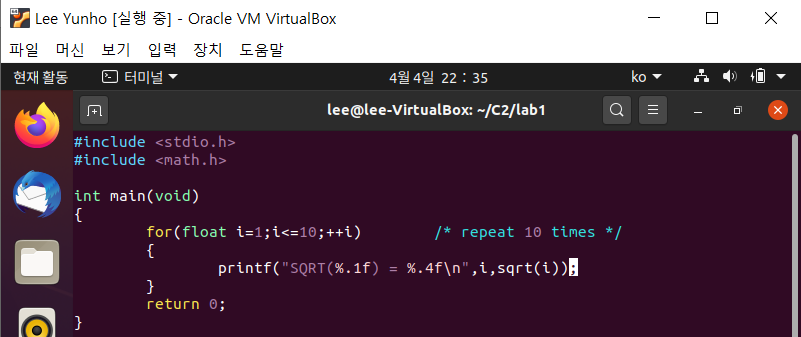 Lee Yunho [실행 중] - Oracle VM VirtualBox
파일 머신 보기 입력 장치 도움말
현재 활동 터미널 4월 4일 22 : 35 ko
lee@lee-VirtualBox: ~/C2/lab1
#include <stdio.h>
#include <math.h>
int main(void)
{
for(float i=1;i<=10;++i) /* repeat 10 times */
{
printf("SQRT(%.1f) = %.4f\n",i,sqrt(i));
}
return 0;
}